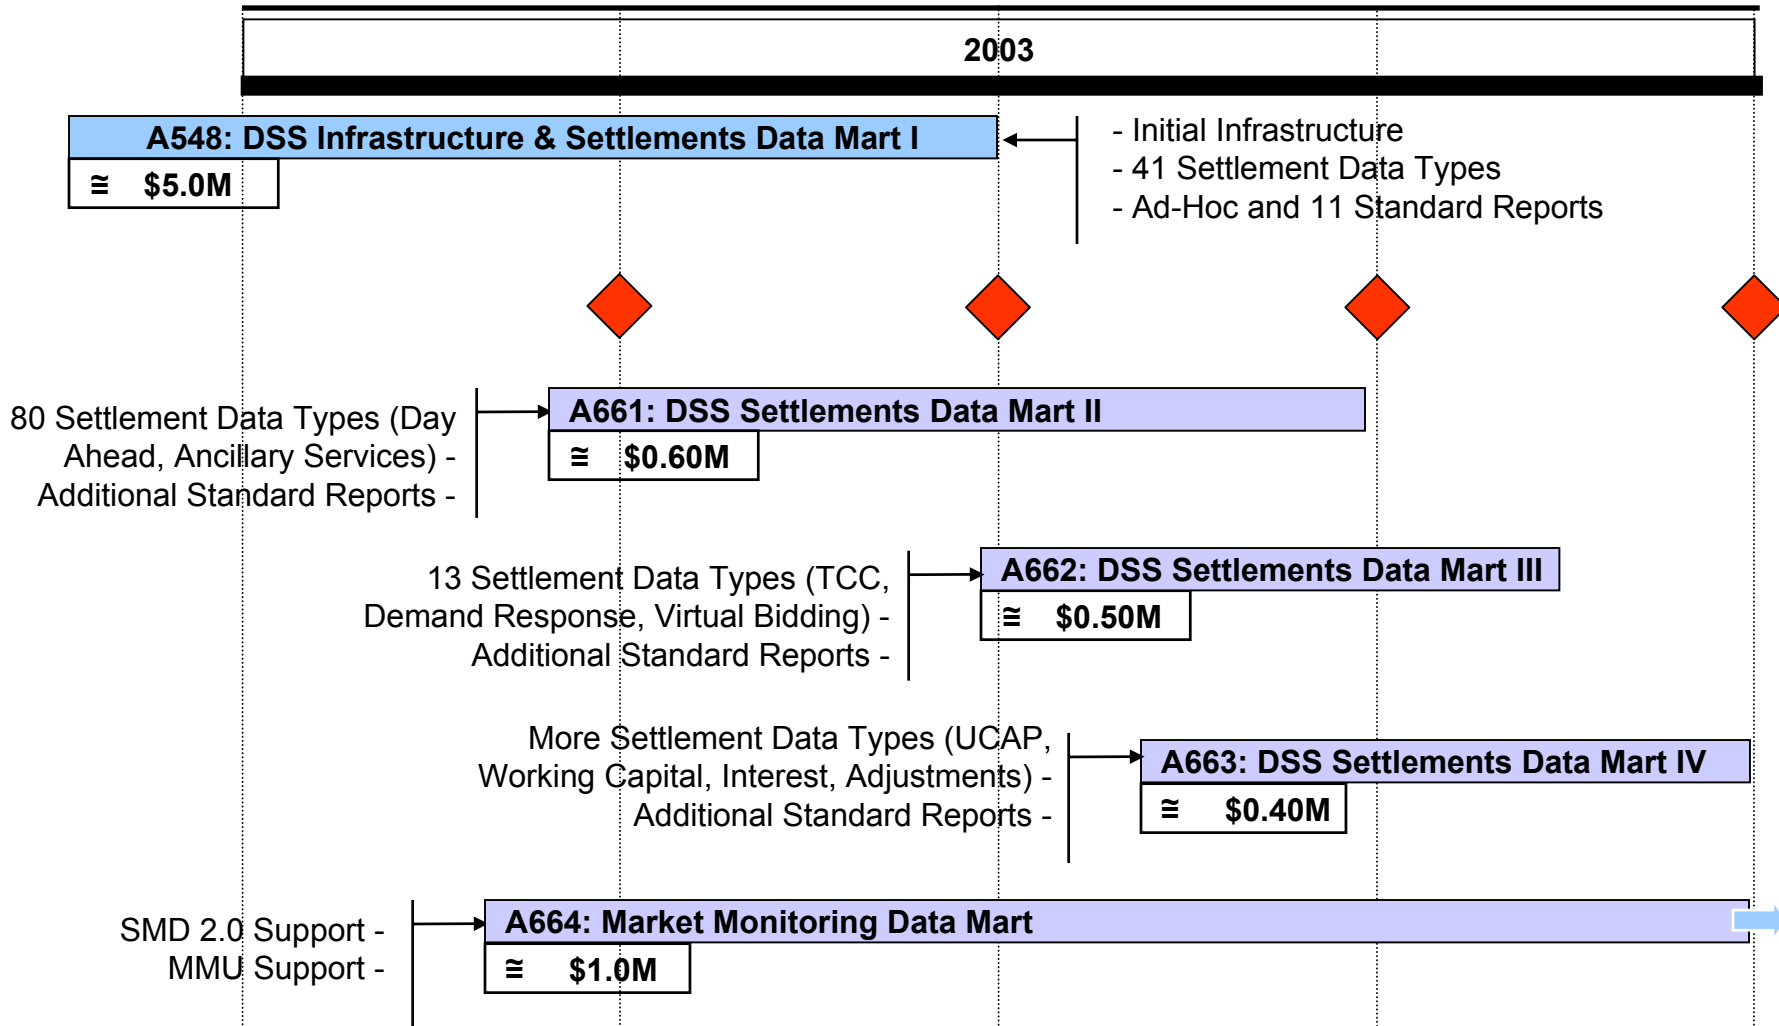 2003
A548: DSS Infrastructure & Settlements Data Mart I
≅ $5.0M
- Initial Infrastructure
- 41 Settlement Data Types
- Ad-Hoc and 11 Standard Reports
80 Settlement Data Types (Day
Ahead, Ancillary Services) -
Additional Standard Reports -
A661: DSS Settlements Data Mart II
≅ $0.60M
13 Settlement Data Types (TCC,
Demand Response, Virtual Bidding) -
Additional Standard Reports -
A662: DSS Settlements Data Mart III
≅ $0.50M
More Settlement Data Types (UCAP,
Working Capital, Interest, Adjustments) -
Additional Standard Reports -
A663: DSS Settlements Data Mart IV
≅ $0.40M
SMD 2.0 Support -
MMU Support -
A664: Market Monitoring Data Mart
≅ $1.0M